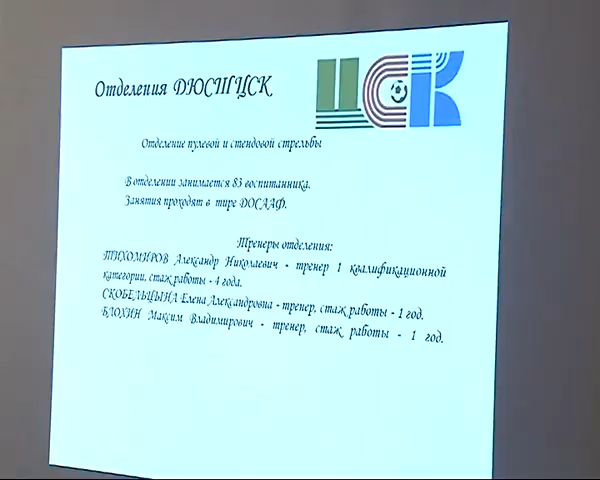 Отделения ДЮСШ ЦСК
ЦСК
Отделение пулевой и стендовой стрельбы
В отделении занимается 83 воспитанника.
Занятия проходят в тире ДОСААФ.
Тренеры отделения:
ТИХОМИРОВ Александр Николаевич - тренер 1 квалификационной
категории, стаж работы - 4 года.
СКОБЕЛЬЦЫНА Елена Александровна - тренер, стаж работы - 1 год.
БЛОХИН Максим Владимирович - тренер, стаж работы - 1 год.